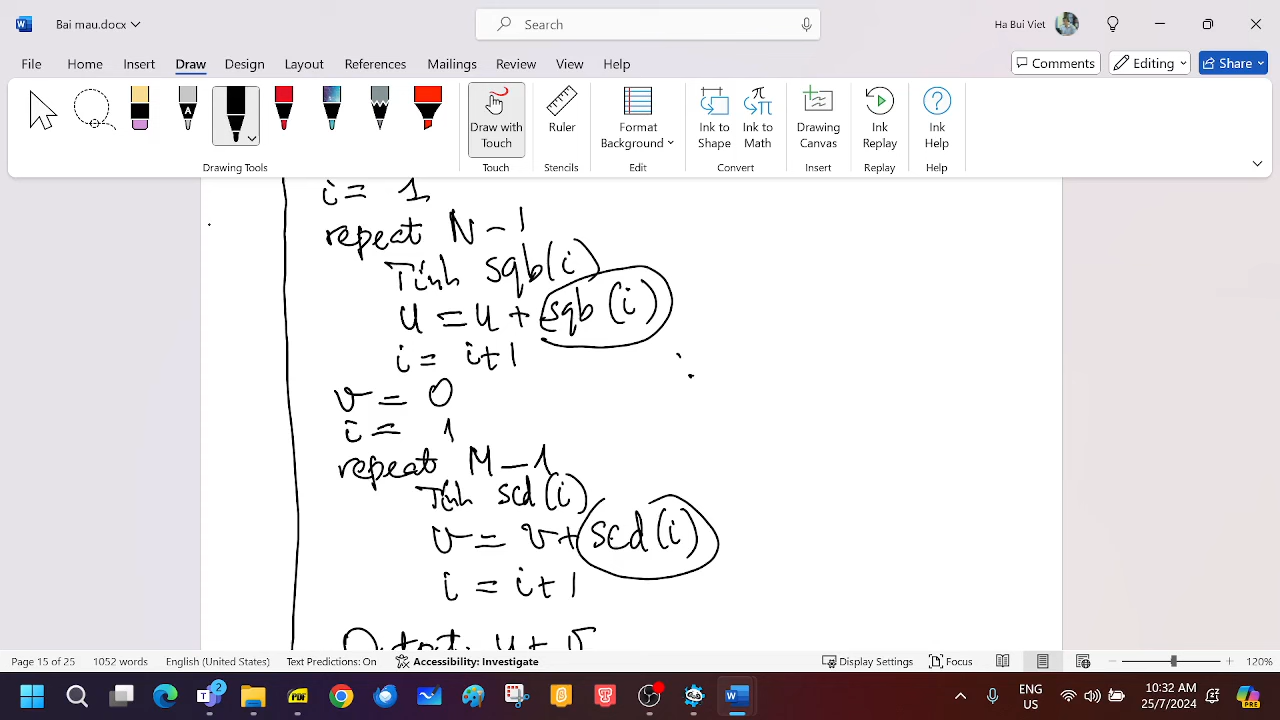 Bai mau.docx
Search
Ha Bui Viet
File Home Insert Draw Design Layout References Mailings Review View Help
Comments Editing Share
Draw with Touch
Ruler
Format Background
Ink to Shape
Ink to Math
Drawing Canvas
Ink Replay
Ink Help
Drawing Tools Touch Stencils Edit Convert Insert Replay Help
i = 1
repeat N-1
Tính sqb(i)
u = u + sqb(i)
i = i+1
v = 0
i = 1
repeat M-1
Tính scd(i)
v = v + scd(i)
i = i+1
Output: u + v
Page 15 of 25 1052 words English (United States) Text Predictions: On Accessibility: Investigate Display Settings Focus 120%
2 PDF ENG US 10:32 AM 25/7/2024 PRE